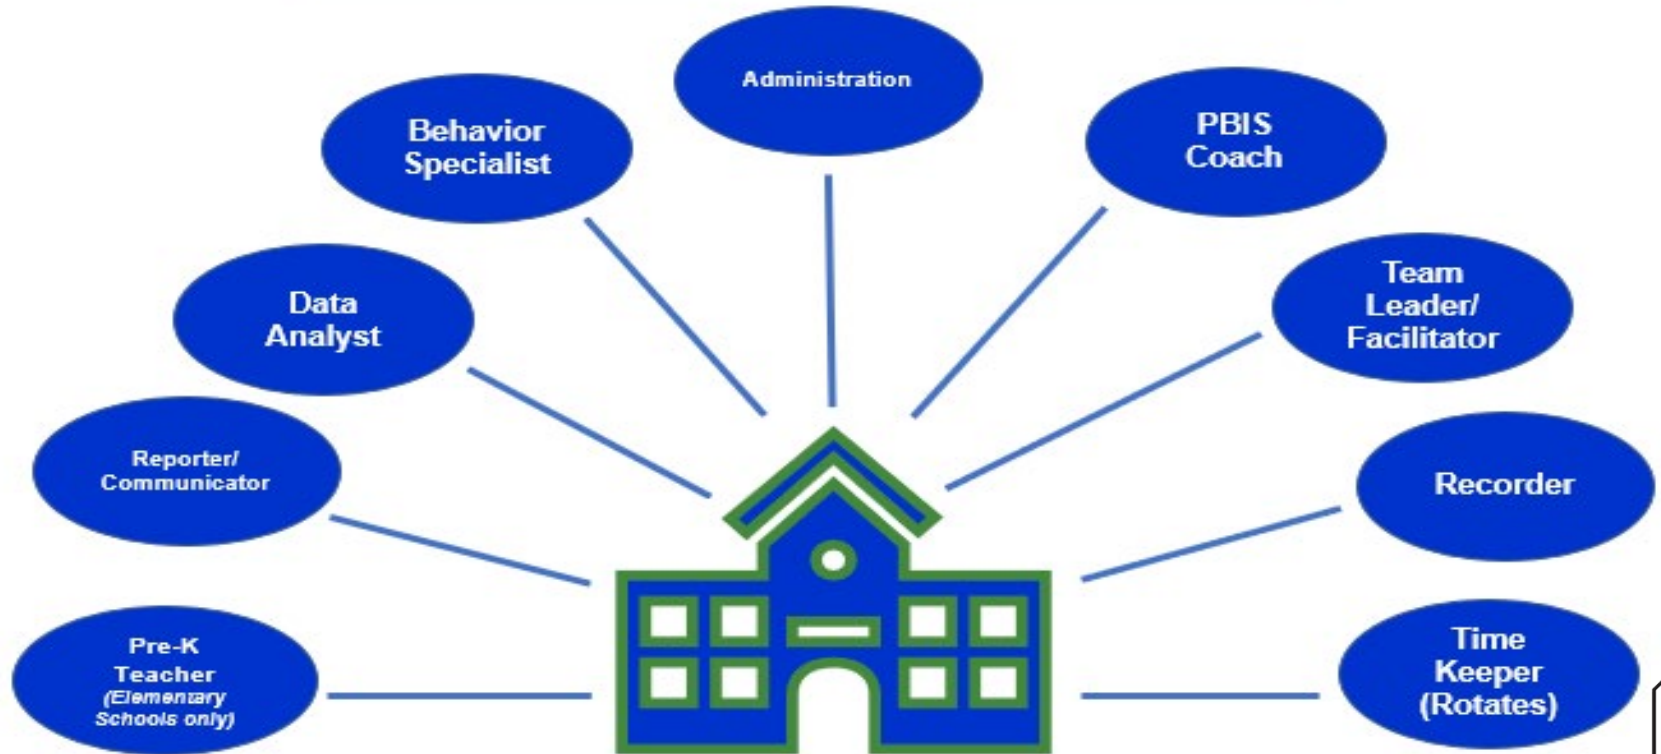 Administration
Behavior
Specialist
PBIS
Coach
Data
Analyst
Team
Leader/
Facilitator
Reporter/
Communicator
Recorder
Pre-K
Teacher
(Elementary
Schools only)
Time
Keeper
(Rotates)